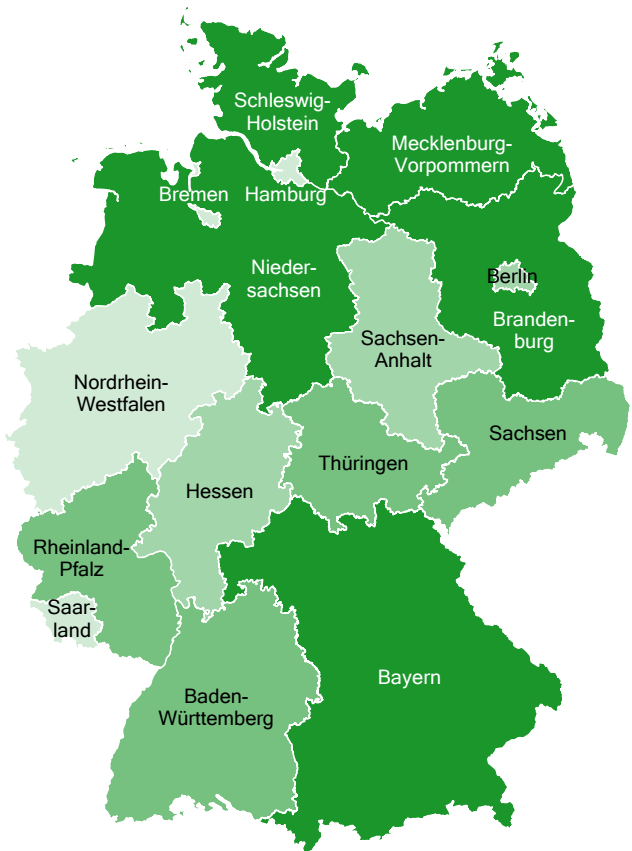 Schleswig-
Holstein
Mecklenburg-
Vorpommern
Bremen
Hamburg
Nieder-
sachsen
Berlin
Branden-
burg
Sachsen-
Anhalt
Nordrhein-
Westfalen
Sachsen
Thüringen
Hessen
Rheinland-
Pfalz
Saar-
land
Bayern
Baden-
Württemberg